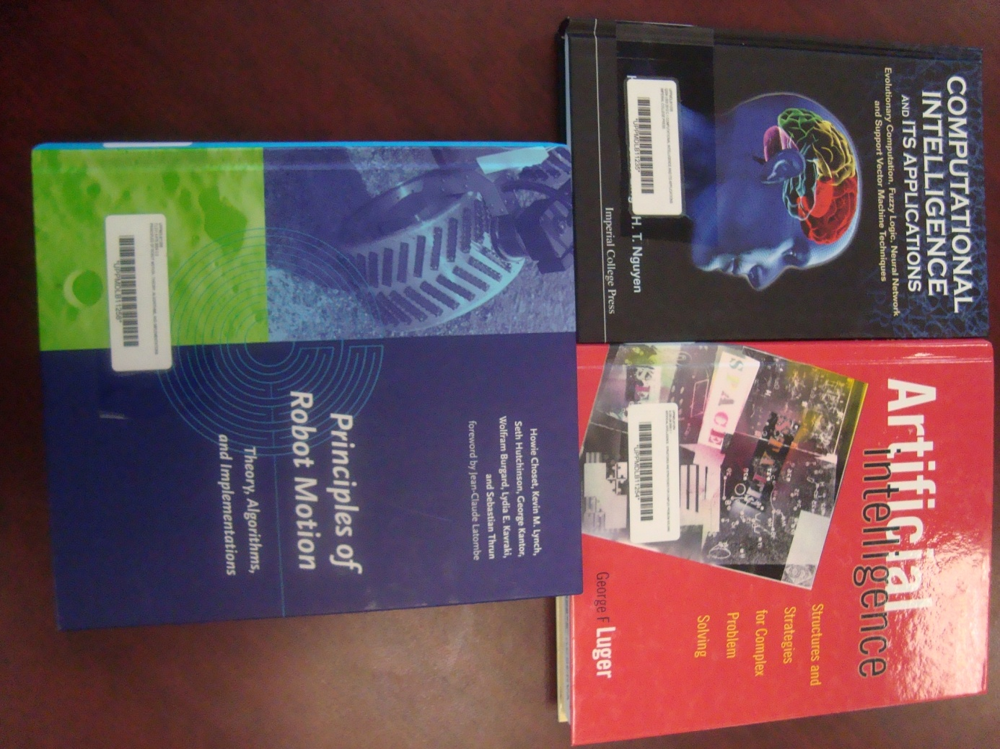 COMPUTATIONAL
INTELLIGENCE
AND ITS APPLICATIONS
Evolutionary Computation, Fuzzy Logic, Neural Network
and Support Vector Machine Techniques
H. T. Nguyen
Imperial College Press
Artificial
Intelligence
Structures and
Strategies
for Complex
Problem
Solving
George F Luger
SPACE
Howie Choset, Kevin M. Lynch,
Seth Hutchinson, George Kantor,
Wolfram Burgard, Lydia E. Kavraki,
and Sebastian Thrun
foreword by Jean-Claude Latombe
Principles of
Robot Motion
Theory, Algorithms,
and Implementations